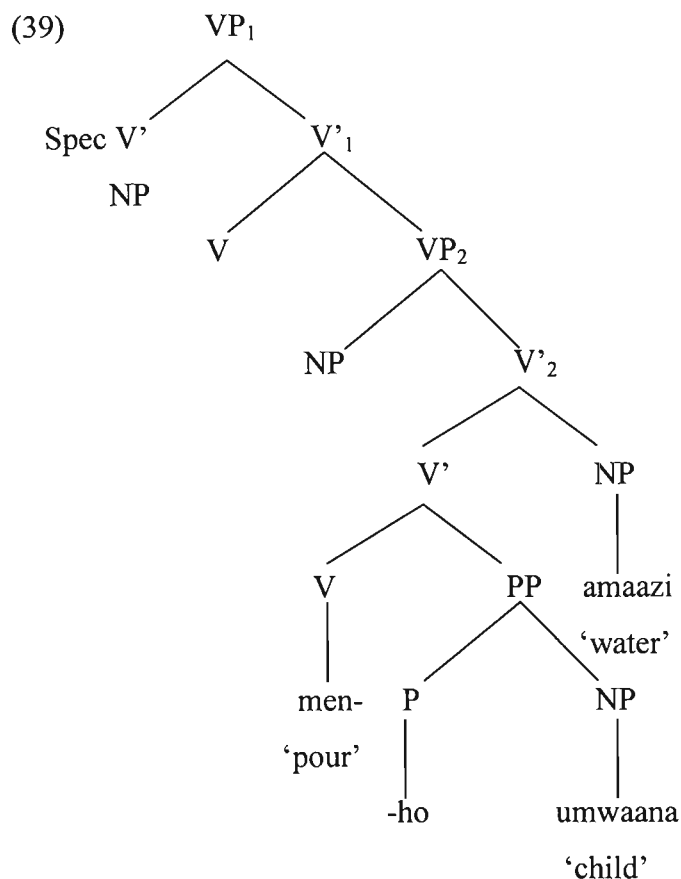 (39) VP₁
Spec V' V'₁
NP
V VP₂
NP V'₂
V' NP
V PP amaazi
'water'
men- P NP
'pour'
-ho umwaana
'child'